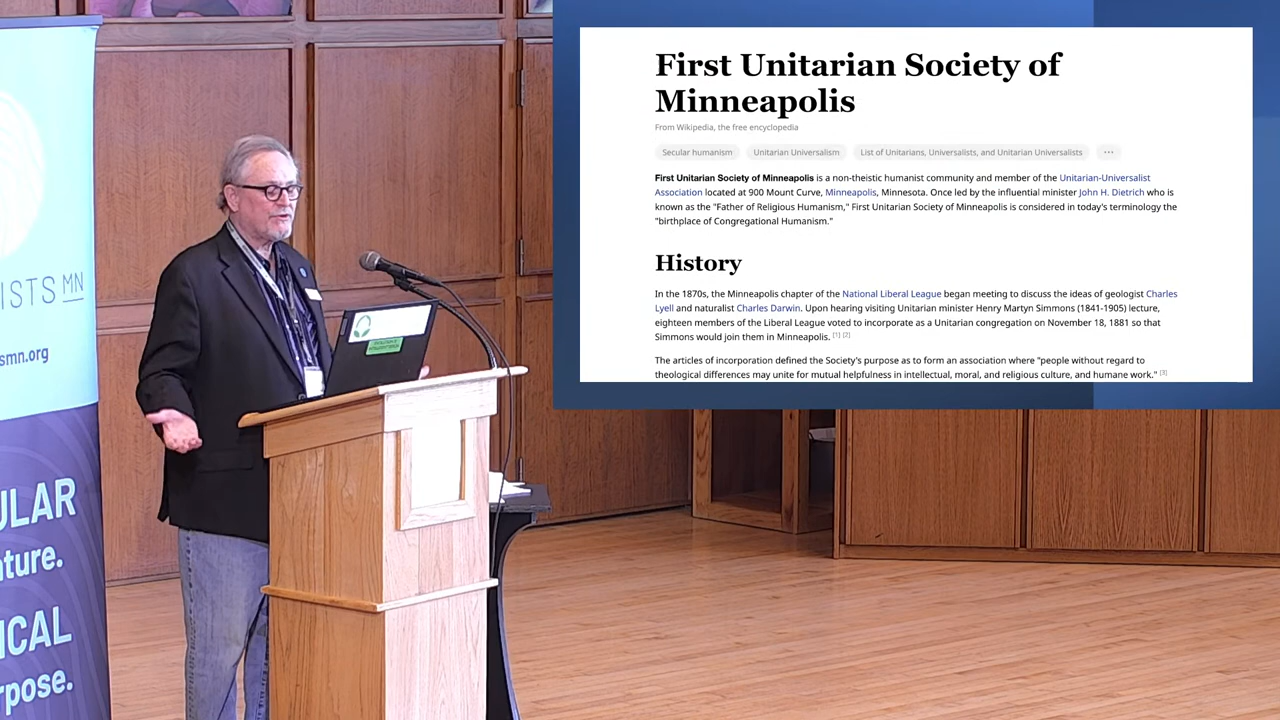 ISTS MN
smn.org
ULAR
ature.
ICAL
rpose.
First Unitarian Society of
Minneapolis
From Wikipedia, the free encyclopedia
Secular humanism
Unitarian Universalism
List of Unitarians, Universalists, and Unitarian Universalists
...
First Unitarian Society of Minneapolis is a non-theistic humanist community and member of the Unitarian-Universalist
Association located at 900 Mount Curve, Minneapolis, Minnesota. Once led by the influential minister John H. Dietrich who is
known as the "Father of Religious Humanism," First Unitarian Society of Minneapolis is considered in today's terminology the
"birthplace of Congregational Humanism."
History
In the 1870s, the Minneapolis chapter of the National Liberal League began meeting to discuss the ideas of geologist Charles
Lyell and naturalist Charles Darwin. Upon hearing visiting Unitarian minister Henry Martyn Simmons (1841-1905) lecture,
eighteen members of the Liberal League voted to incorporate as a Unitarian congregation on November 18, 1881 so that
Simmons would join them in Minneapolis. [1] [2]
The articles of incorporation defined the Society's purpose as to form an association where "people without regard to
theological differences may unite for mutual helpfulness in intellectual, moral, and religious culture, and humane work." [3]